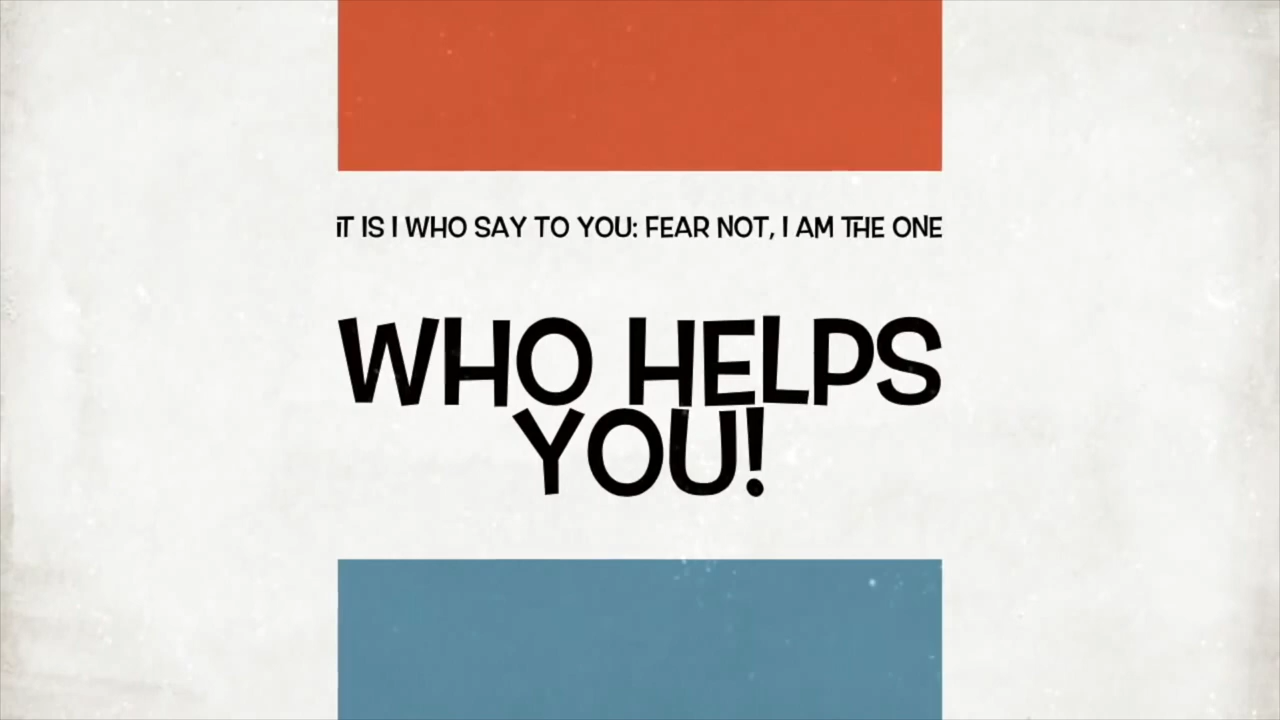 IT IS I WHO SAY TO YOU: FEAR NOT, I AM THE ONE
WHO HELPS
YOU!